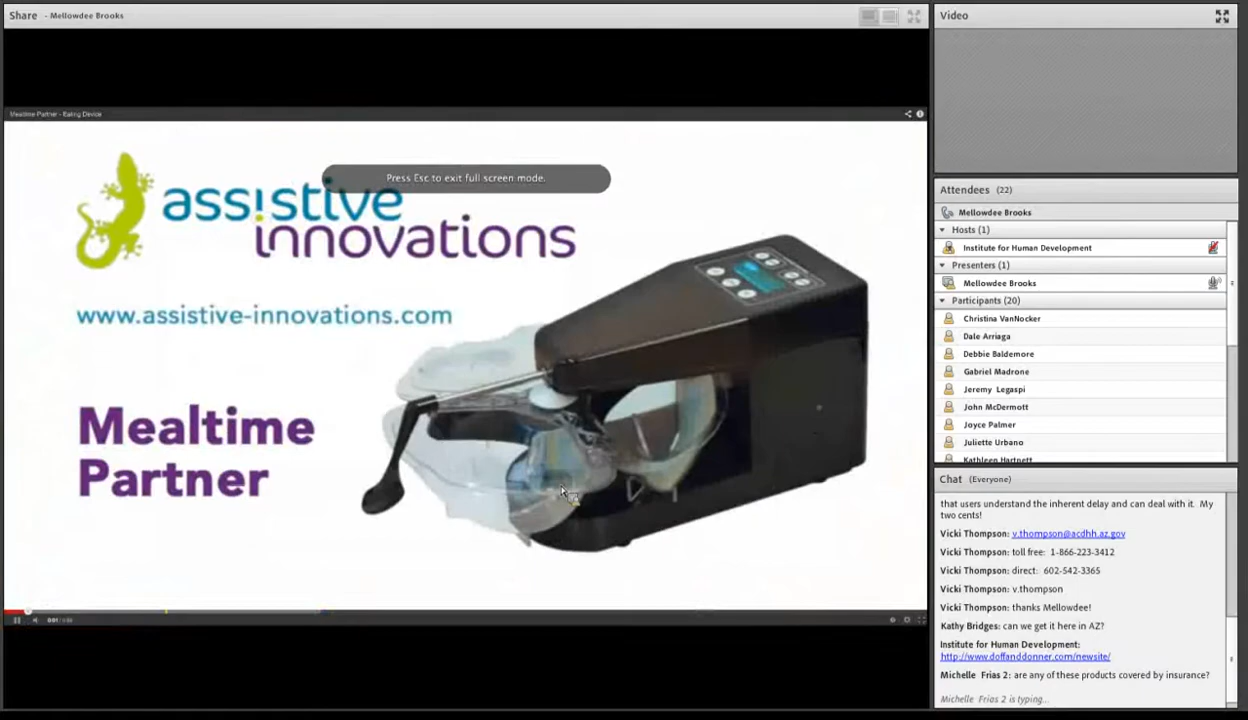 Share - Mellowdee Brooks
Mealtime Partner - Eating Device
Press Esc to exit full screen mode.
assistive
innovations
www.assistive-innovations.com
Mealtime
Partner
Video
Attendees (22)
Mellowdee Brooks
Hosts (1)
Institute for Human Development
Presenters (1)
Mellowdee Brooks
Participants (20)
Christina VanNocker
Dale Arriaga
Debbie Baldemore
Gabriel Madrone
Jeremy Legaspi
John McDermott
Joyce Palmer
Juliette Urbano
Kathleen Hartnett
Chat (Everyone)
that users understand the inherent delay and can deal with it. My
two cents!
Vicki Thompson: v.thompson@acdhh.az.gov
Vicki Thompson: toll free: 1-866-223-3412
Vicki Thompson: direct: 602-542-3365
Vicki Thompson: v.thompson
Vicki Thompson: thanks Mellowdee!
Kathy Bridges: can we get it here in AZ?
Institute for Human Development:
http://www.doffanddonner.com/newsite/
Michelle Frias 2: are any of these products covered by insurance?
Michelle Frias 2 is typing...